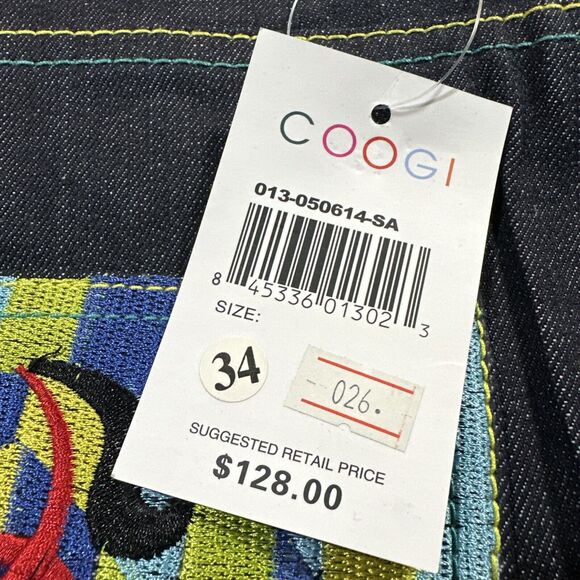 COOGI
013-050614-SA
8 45336 01302 3
SIZE:
34
026.
SUGGESTED RETAIL PRICE
$128.00